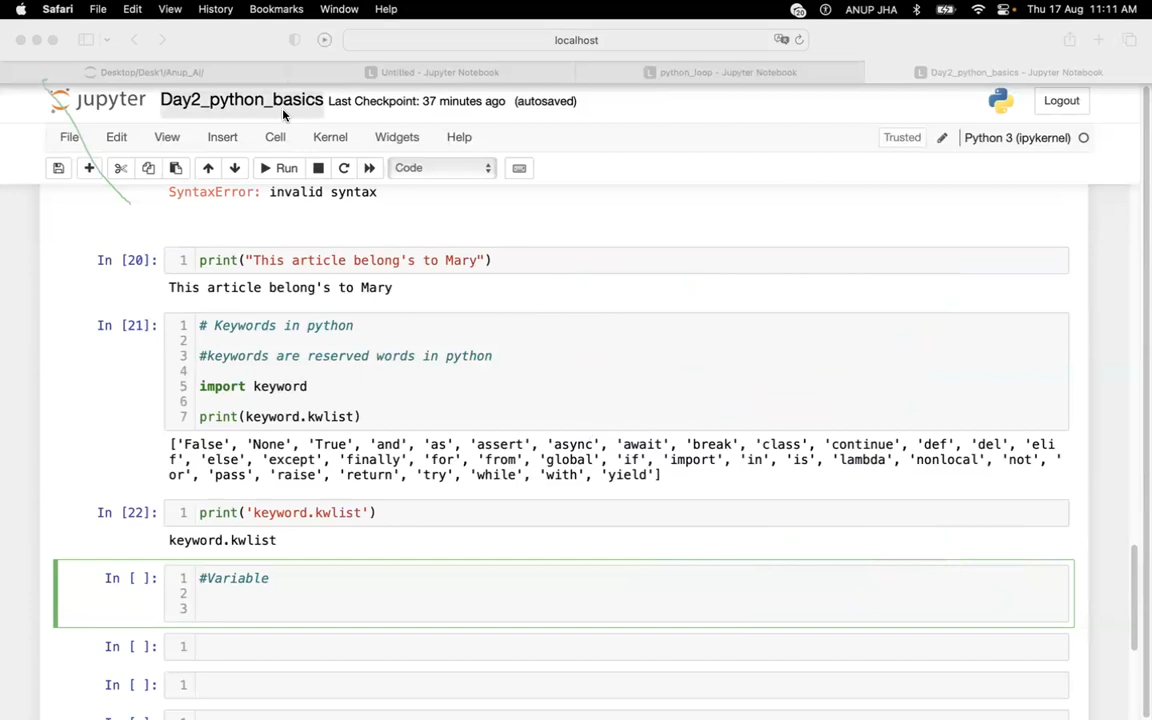 Safari File Edit View History Bookmarks Window Help 20 ANUP JHA Thu 17 Aug 11:11 AM
localhost
Desktop/Desk1/Anup_Ai/ Untitled - Jupyter Notebook python_loop - Jupyter Notebook Day2_python_basics - Jupyter Notebook
jupyter Day2_python_basics Last Checkpoint: 37 minutes ago (autosaved) Logout
File Edit View Insert Cell Kernel Widgets Help Trusted Python 3 (ipykernel)
Run Code
SyntaxError: invalid syntax
In [20]: 1 print("This article belong's to Mary")
This article belong's to Mary
In [21]: 1 # Keywords in python
2
3 #keywords are reserved words in python
4
5 import keyword
6
7 print(keyword.kwlist)
['False', 'None', 'True', 'and', 'as', 'assert', 'async', 'await', 'break', 'class', 'continue', 'def', 'del', 'eli
f', 'else', 'except', 'finally', 'for', 'from', 'global', 'if', 'import', 'in', 'is', 'lambda', 'nonlocal', 'not', '
or', 'pass', 'raise', 'return', 'try', 'while', 'with', 'yield']
In [22]: 1 print('keyword.kwlist')
keyword.kwlist
In [ ]: 1 #Variable
2
3
In [ ]: 1
In [ ]: 1